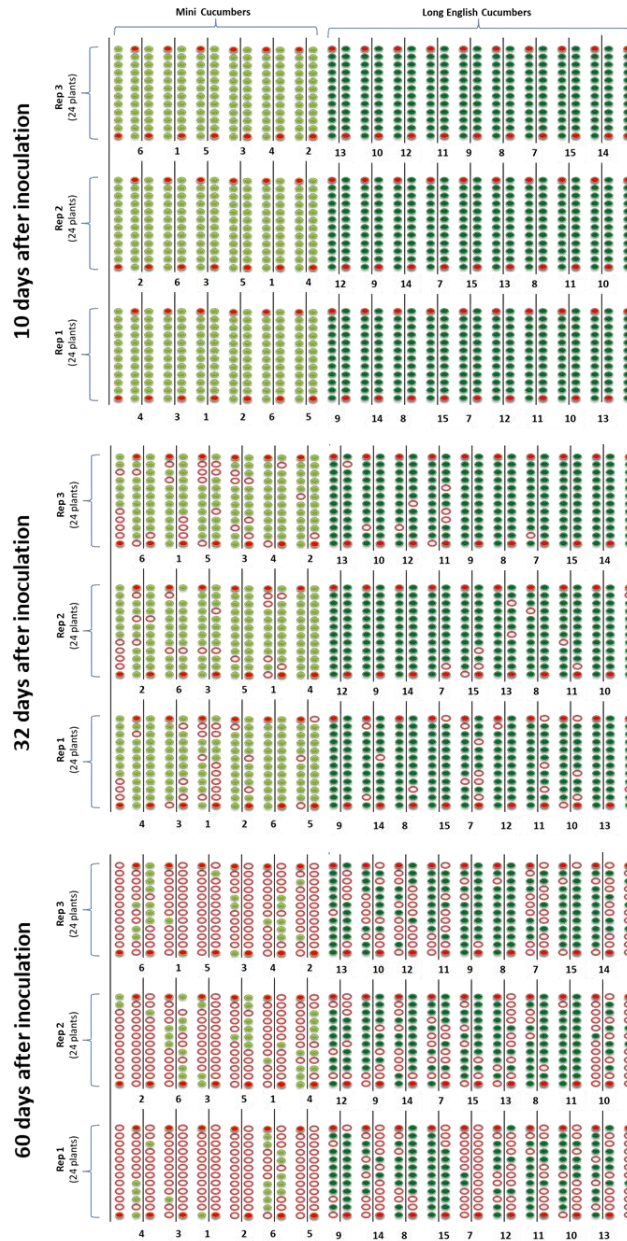 Mini Cucumbers Long English Cucumbers
10 days after inoculation
Rep 3
(24 plants)
6 1 5 3 4 2 13 10 12 11 9 8 7 15 14
Rep 2
(24 plants)
2 6 3 5 1 4 12 9 14 7 15 13 8 11 10
Rep 1
(24 plants)
4 3 1 2 6 5 9 14 8 15 7 12 11 10 13
32 days after inoculation
Rep 3
(24 plants)
6 1 5 3 4 2 13 10 12 11 9 8 7 15 14
Rep 2
(24 plants)
2 6 3 5 1 4 12 9 14 7 15 13 8 11 10
Rep 1
(24 plants)
4 3 1 2 6 5 9 14 8 15 7 12 11 10 13
60 days after inoculation
Rep 3
(24 plants)
6 1 5 3 4 2 13 10 12 11 9 8 7 15 14
Rep 2
(24 plants)
2 6 3 5 1 4 12 9 14 7 15 13 8 11 10
Rep 1
(24 plants)
4 3 1 2 6 5 9 14 8 15 7 12 11 10 13